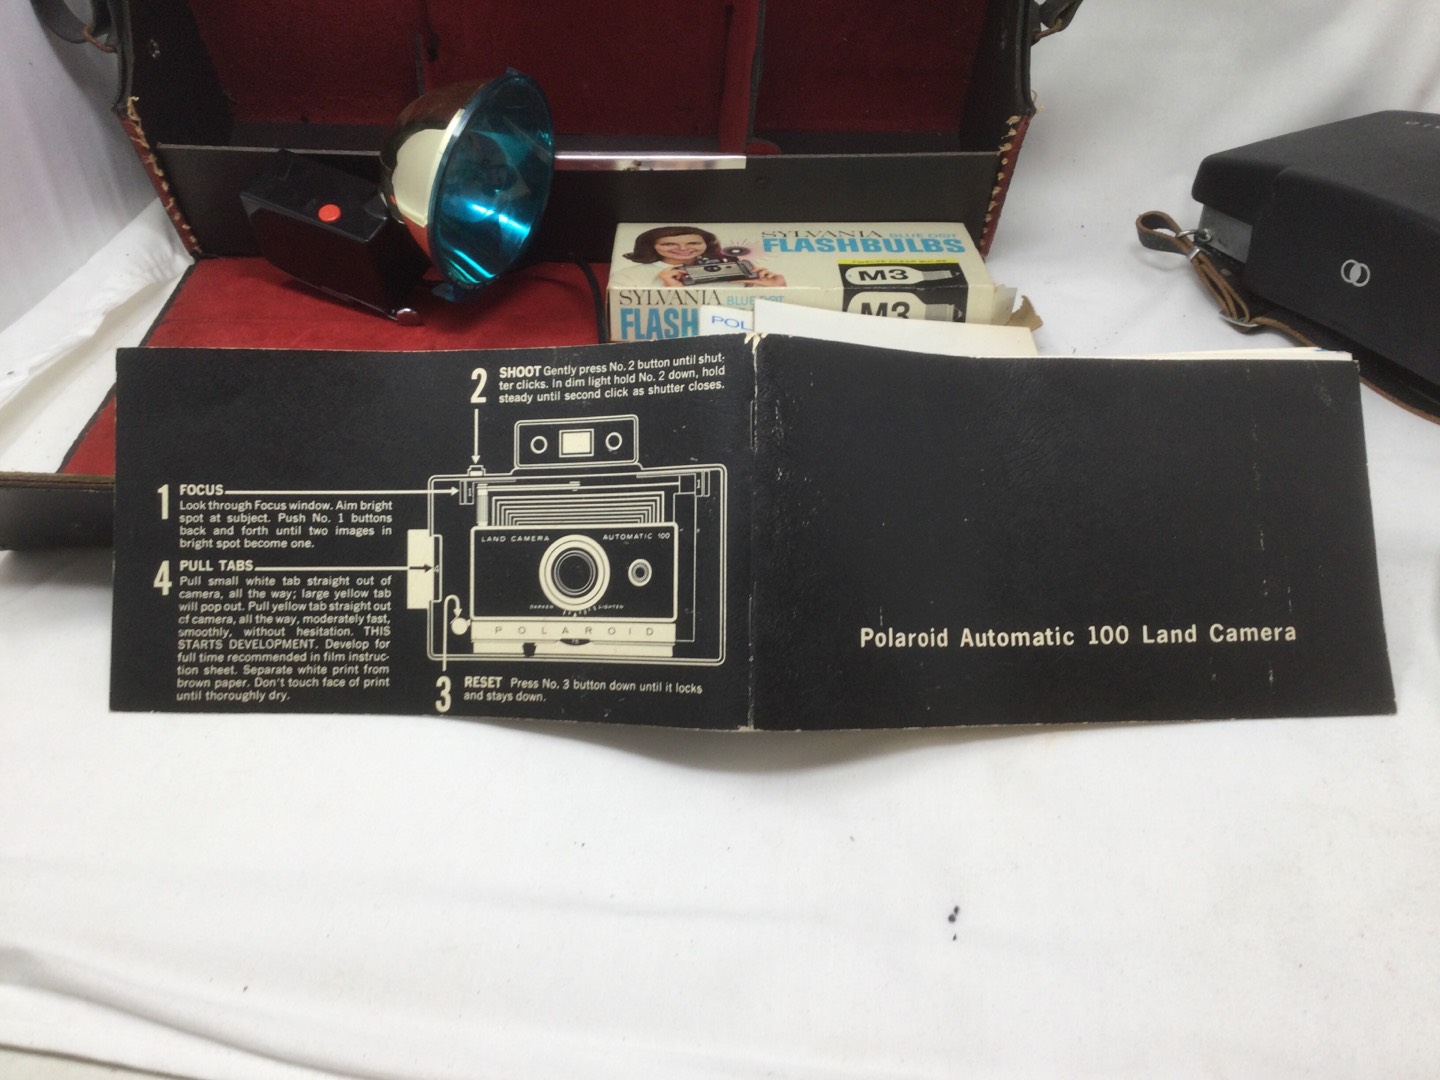 SYLVANIA BLUE DOT
FLASHBULBS
M3
SYLVANIA BLUE DOT
FLASH
M3
POL
2 SHOOT Gently press No. 2 button until shut-
ter clicks. In dim light hold No. 2 down, hold
steady until second click as shutter closes.
1 FOCUS
Look through Focus window. Aim bright
spot at subject. Push No. 1 buttons
back and forth until two images in
bright spot become one.
4 PULL TABS
Pull small white tab straight out of
camera, all the way; large yellow tab
will pop out. Pull yellow tab straight out
of camera, all the way, moderately fast,
smoothly, without hesitation. THIS
STARTS DEVELOPMENT. Develop for
full time recommended in film instruc-
tion sheet. Separate white print from
brown paper. Don't touch face of print
until thoroughly dry.
1
1
LAND CAMERA AUTOMATIC 100
4
DARKEN LIGHTEN
POLAROID
75
3 RESET Press No. 3 button down until it locks
and stays down.
Polaroid Automatic 100 Land Camera